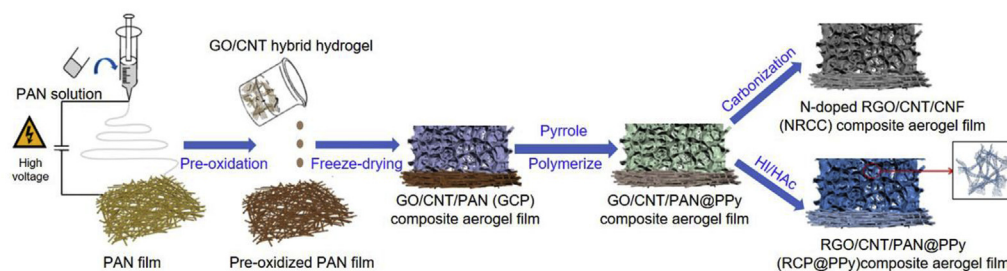 PAN solution
High
voltage
PAN film
Pre-oxidation
GO/CNT hybrid hydrogel
Pre-oxidized PAN film
Freeze-drying
GO/CNT/PAN (GCP)
composite aerogel film
Pyrrole
Polymerize
GO/CNT/PAN@PPy
composite aerogel film
Carbonization
N-doped RGO/CNT/CNF
(NRCC) composite aerogel film
HI/HAc
RGO/CNT/PAN@PPy
(RCP@PPy)composite aerogel film